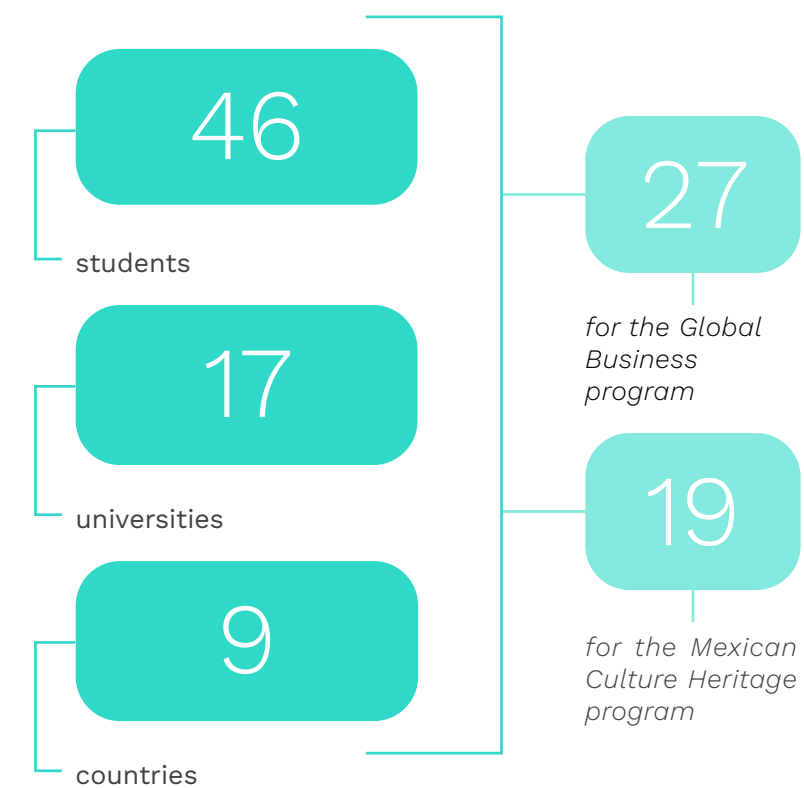 46
students
17
universities
9
countries
27
for the Global
Business
program
19
for the Mexican
Culture Heritage
program